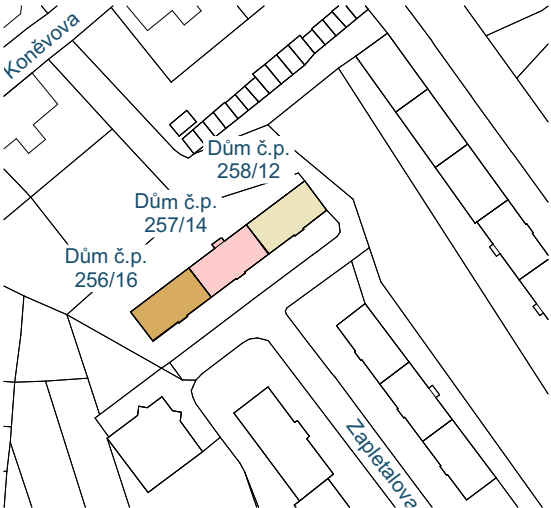 Koněvova
Dům č.p.
258/12
Dům č.p.
257/14
Dům č.p.
256/16
Zapletalova